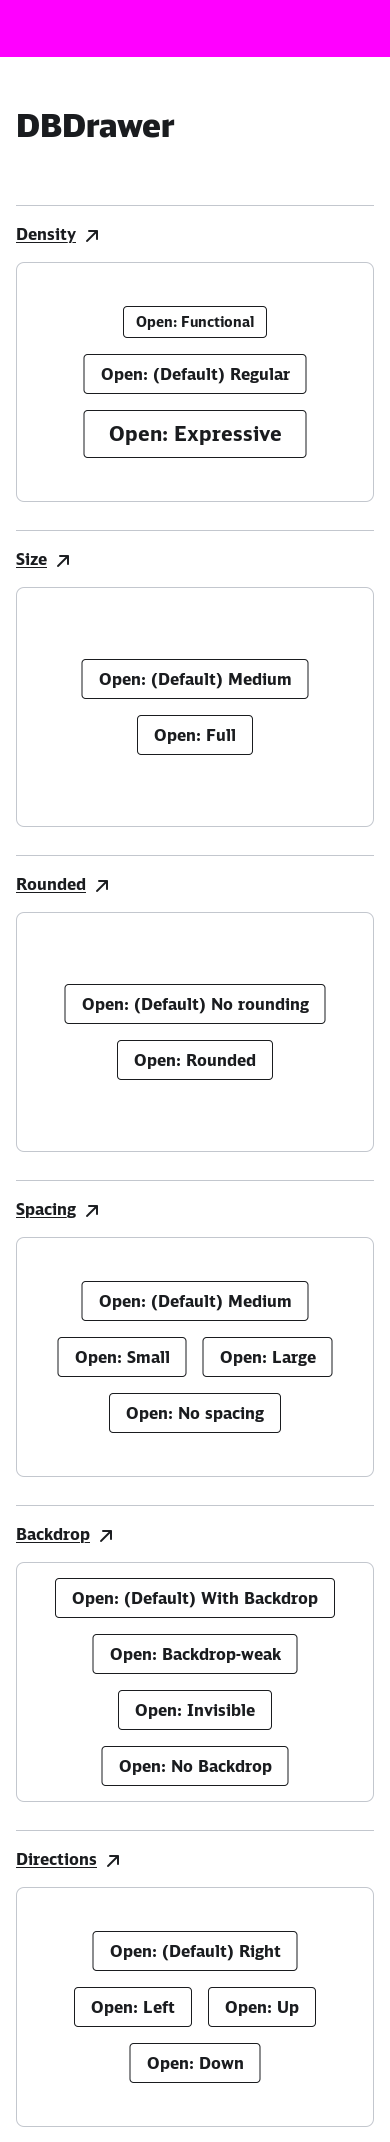 DBDrawer
Density
Open: Functional
Open: (Default) Regular
Open: Expressive
Size
Open: (Default) Medium
Open: Full
Rounded
Open: (Default) No rounding
Open: Rounded
Spacing
Open: (Default) Medium
Open: Small Open: Large
Open: No spacing
Backdrop
Open: (Default) With Backdrop
Open: Backdrop-weak
Open: Invisible
Open: No Backdrop
Directions
Open: (Default) Right
Open: Left Open: Up
Open: Down